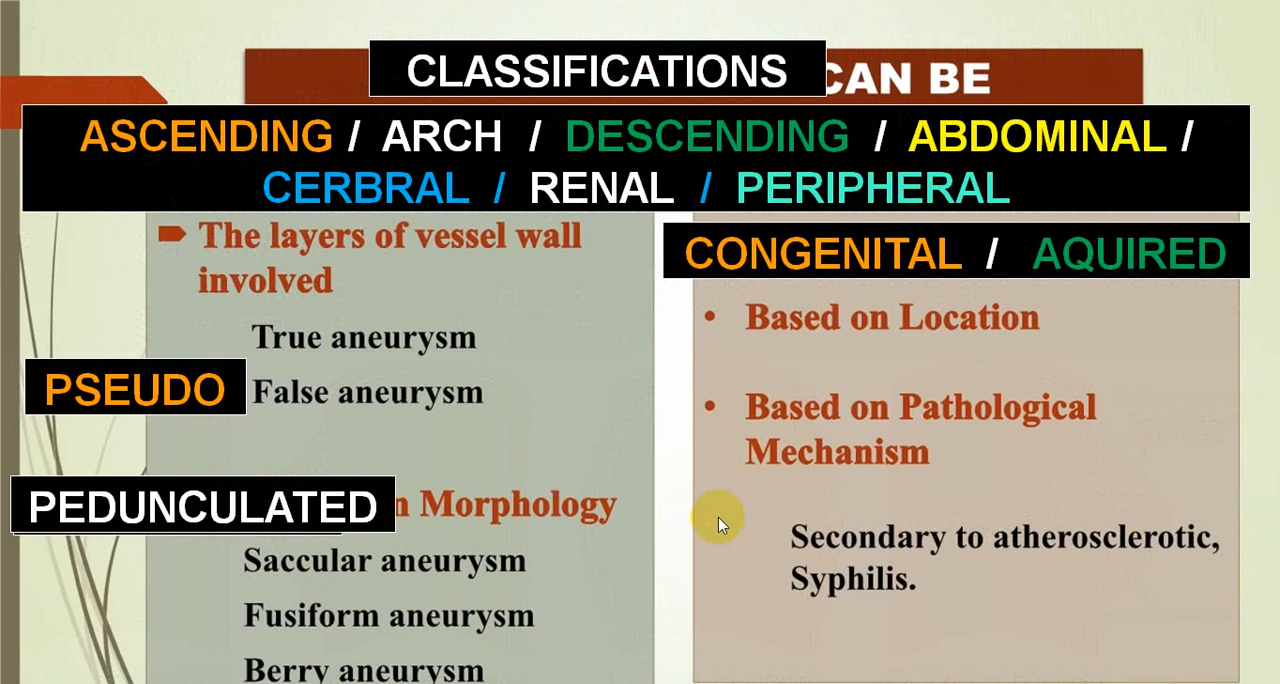 CLASSIFICATIONS CAN BE
ASCENDING / ARCH / DESCENDING / ABDOMINAL /
CERBRAL / RENAL / PERIPHERAL
The layers of vessel wall
involved
True aneurysm
PSEUDO False aneurysm
PEDUNCULATED n Morphology
Saccular aneurysm
Fusiform aneurysm
Berry aneurysm
CONGENITAL / AQUIRED
• Based on Location
• Based on Pathological
Mechanism
Secondary to atherosclerotic,
Syphilis.